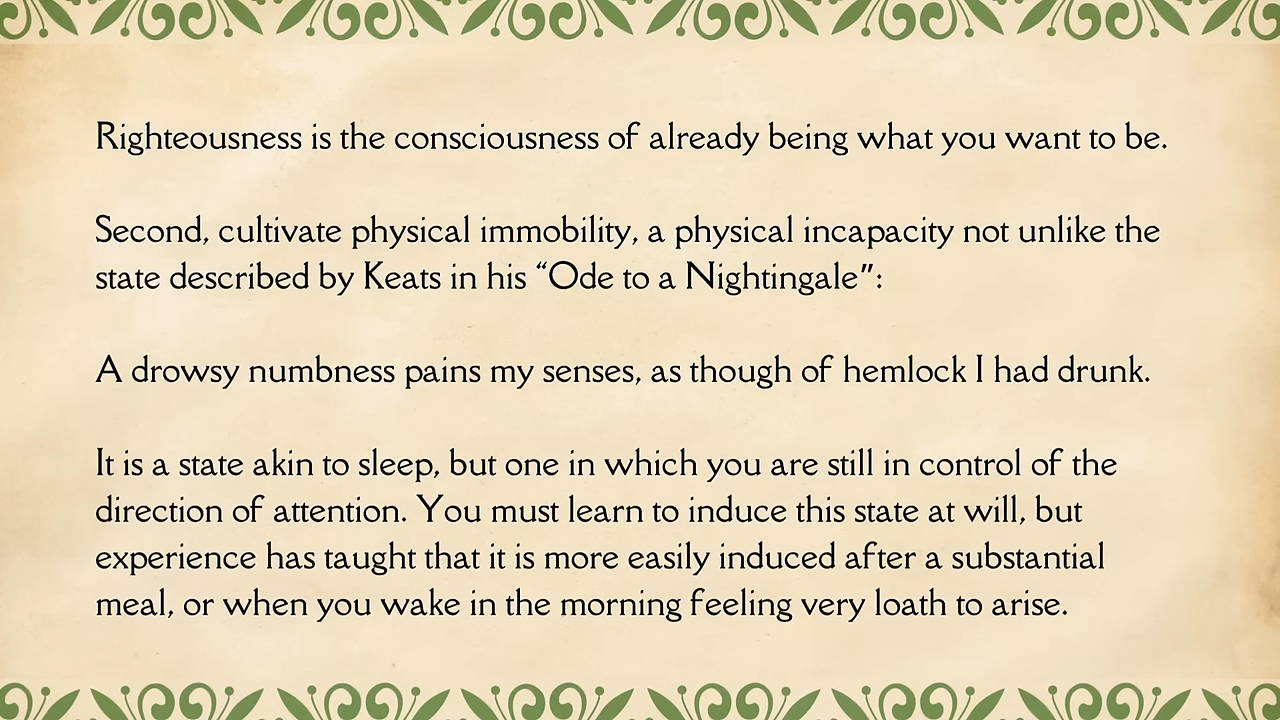 Righteousness is the consciousness of already being what you want to be.
Second, cultivate physical immobility, a physical incapacity not unlike the
state described by Keats in his “Ode to a Nightingale":
A drowsy numbness pains my senses, as though of hemlock I had drunk.
It is a state akin to sleep, but one in which you are still in control of the
direction of attention. You must learn to induce this state at will, but
experience has taught that it is more easily induced after a substantial
meal, or when you wake in the morning feeling very loath to arise.